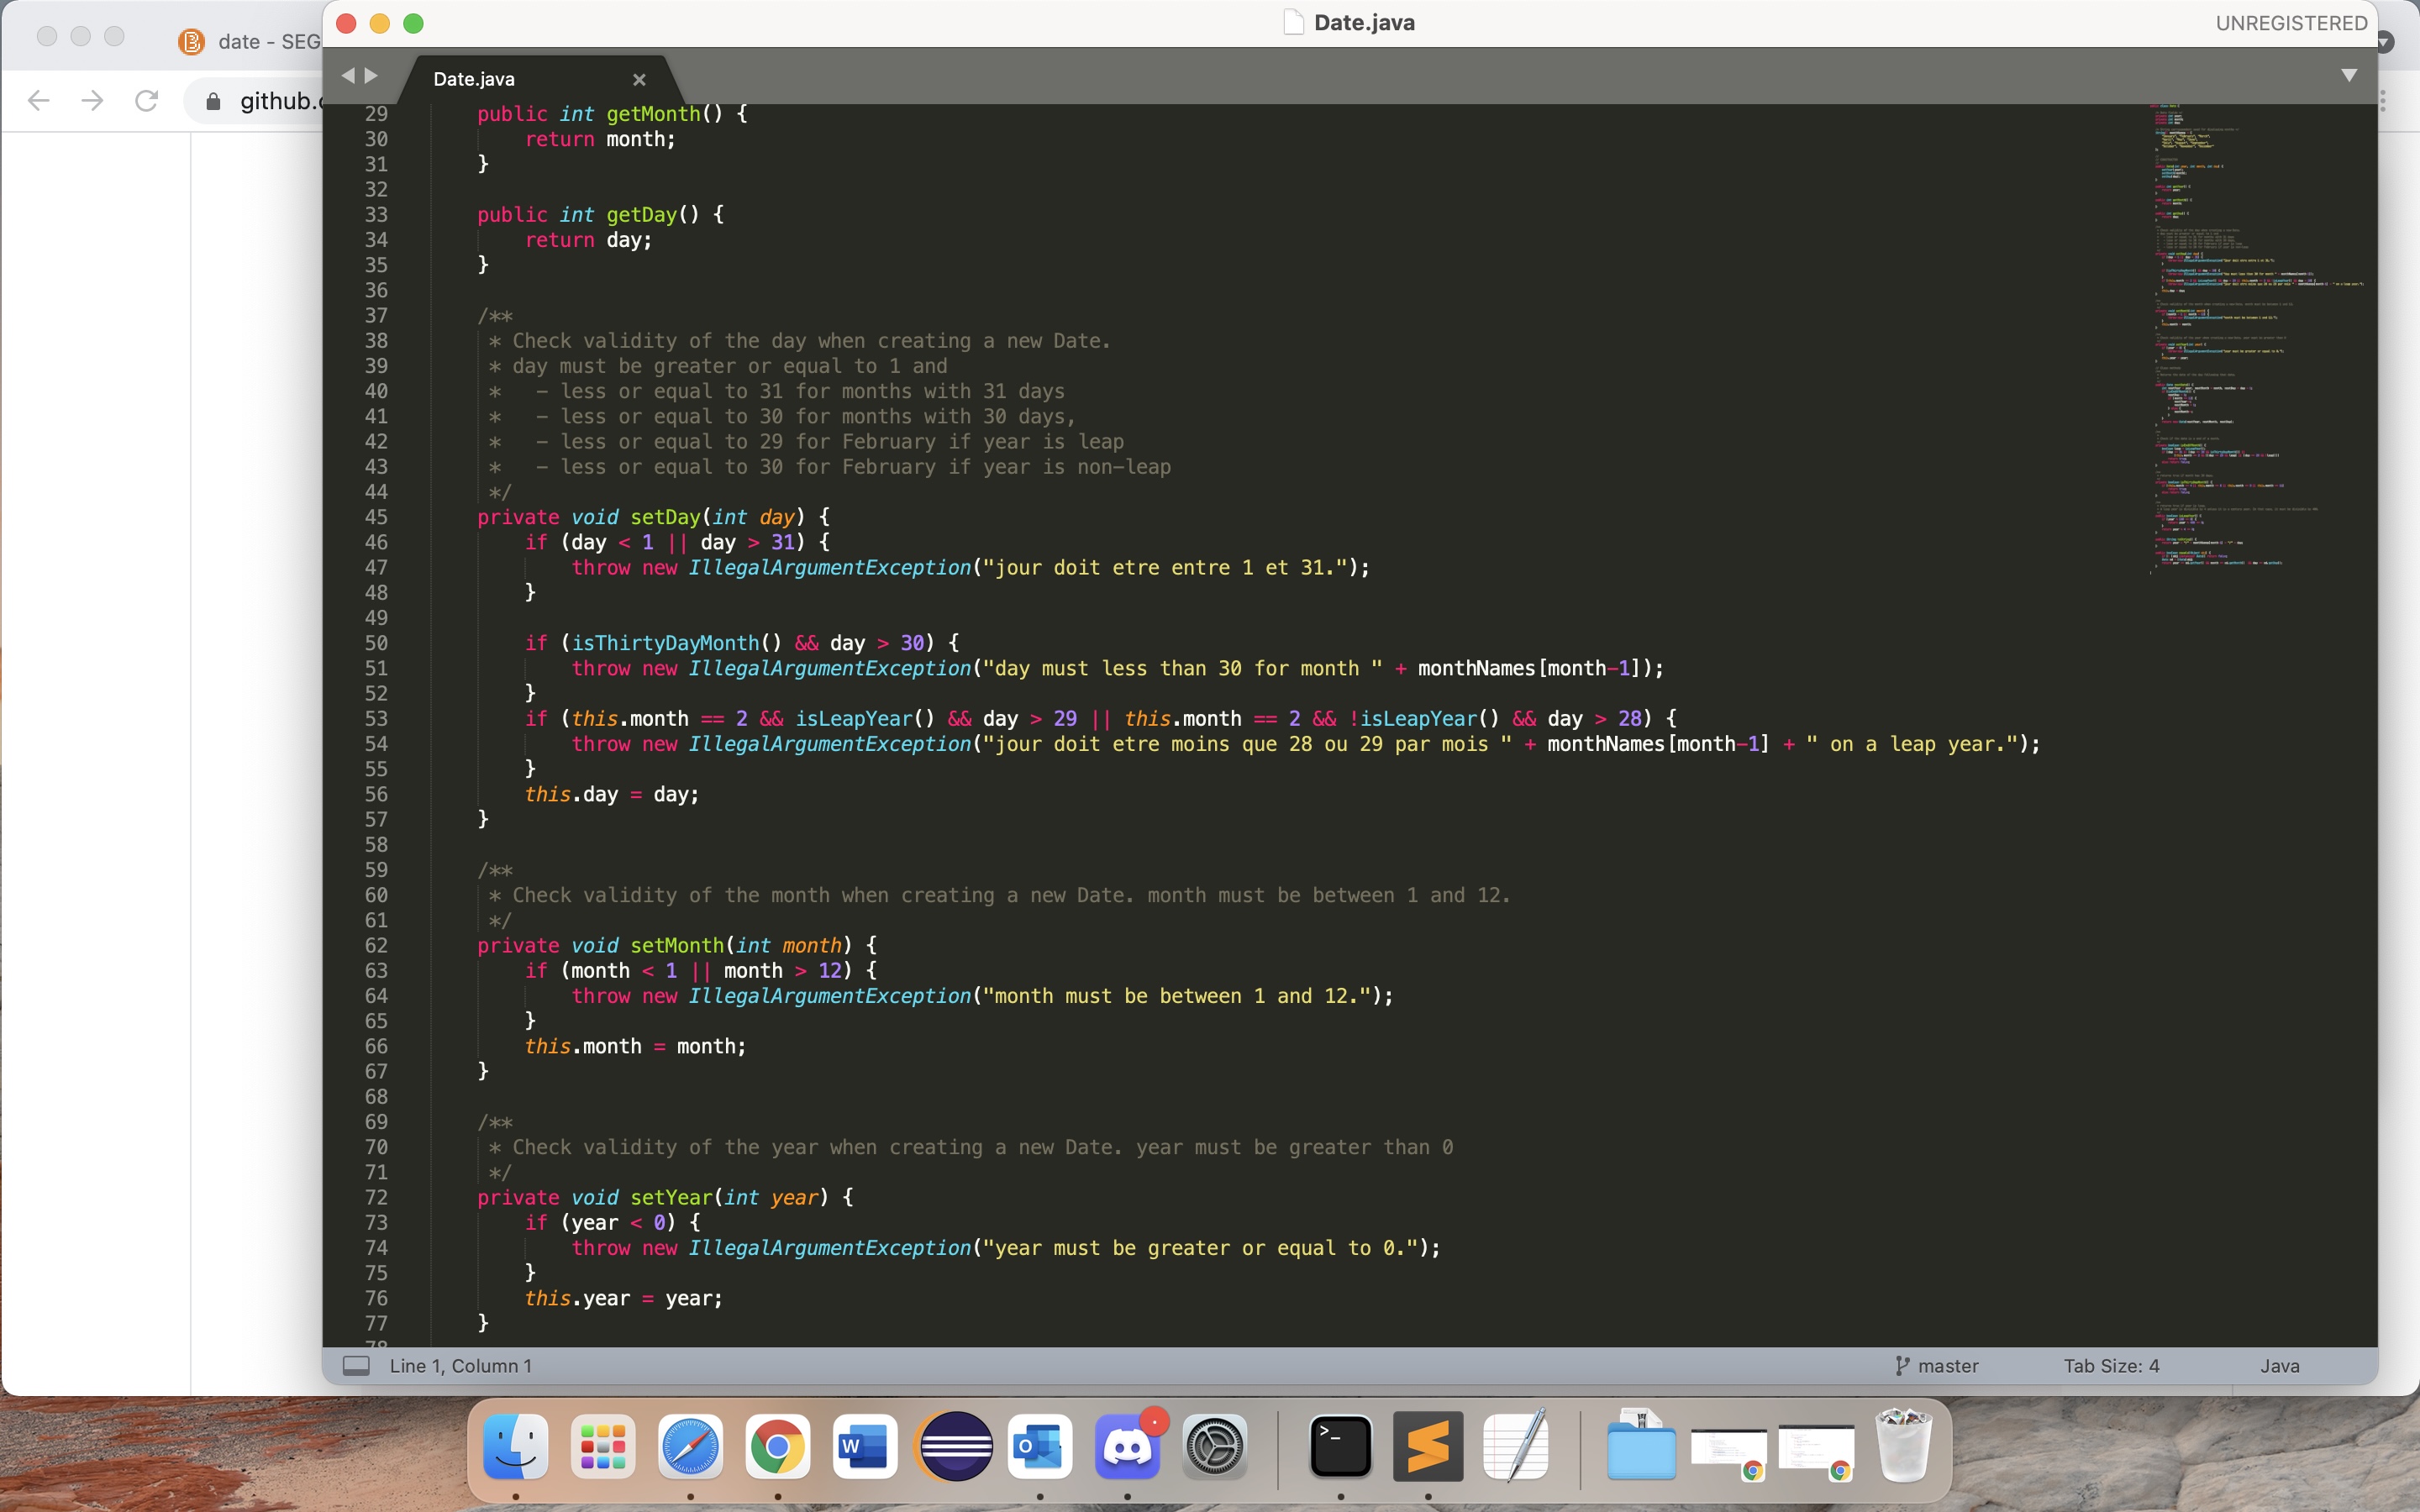 Date.java
UNREGISTERED
date - SEG
github.c
Date.java
29 public int getMonth() {
30 return month;
31 }
32
33 public int getDay() {
34 return day;
35 }
36
37 /**
38 * Check validity of the day when creating a new Date.
39 * day must be greater or equal to 1 and
40 *   - less or equal to 31 for months with 31 days
41 *   - less or equal to 30 for months with 30 days,
42 *   - less or equal to 29 for February if year is leap
43 *   - less or equal to 30 for February if year is non-leap
44 */
45 private void setDay(int day) {
46 if (day < 1 || day > 31) {
47 throw new IllegalArgumentException("jour doit etre entre 1 et 31.");
48 }
49
50 if (isThirtyDayMonth() && day > 30) {
51 throw new IllegalArgumentException("day must less than 30 for month " + monthNames[month-1]);
52 }
53 if (this.month == 2 && isLeapYear() && day > 29 || this.month == 2 && !isLeapYear() && day > 28) {
54 throw new IllegalArgumentException("jour doit etre moins que 28 ou 29 par mois " + monthNames[month-1] + " on a leap year.");
55 }
56 this.day = day;
57 }
58
59 /**
60 * Check validity of the month when creating a new Date. month must be between 1 and 12.
61 */
62 private void setMonth(int month) {
63 if (month < 1 || month > 12) {
64 throw new IllegalArgumentException("month must be between 1 and 12.");
65 }
66 this.month = month;
67 }
68
69 /**
70 * Check validity of the year when creating a new Date. year must be greater than 0
71 */
72 private void setYear(int year) {
73 if (year < 0) {
74 throw new IllegalArgumentException("year must be greater or equal to 0.");
75 }
76 this.year = year;
77 }
78
Line 1, Column 1
master
Tab Size: 4
Java